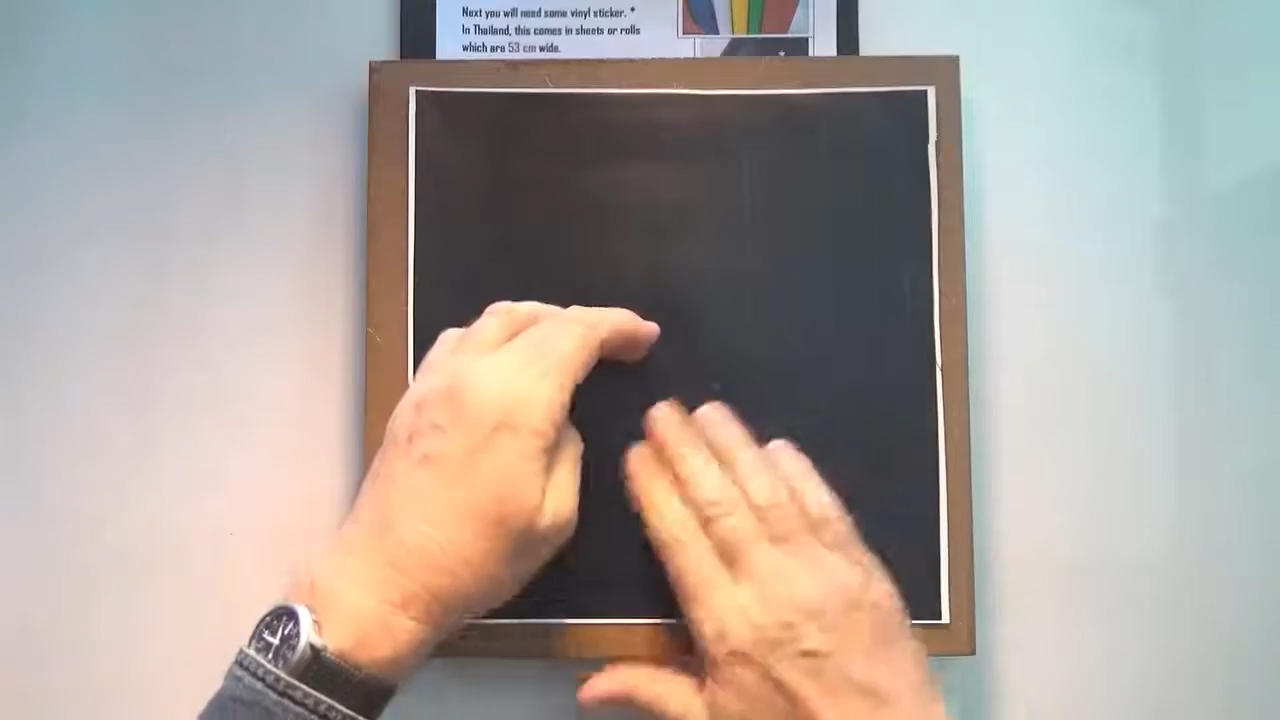 Next you will need some vinyl sticker. *
In Thailand, this comes in sheets or rolls
which are 53 cm wide.
*